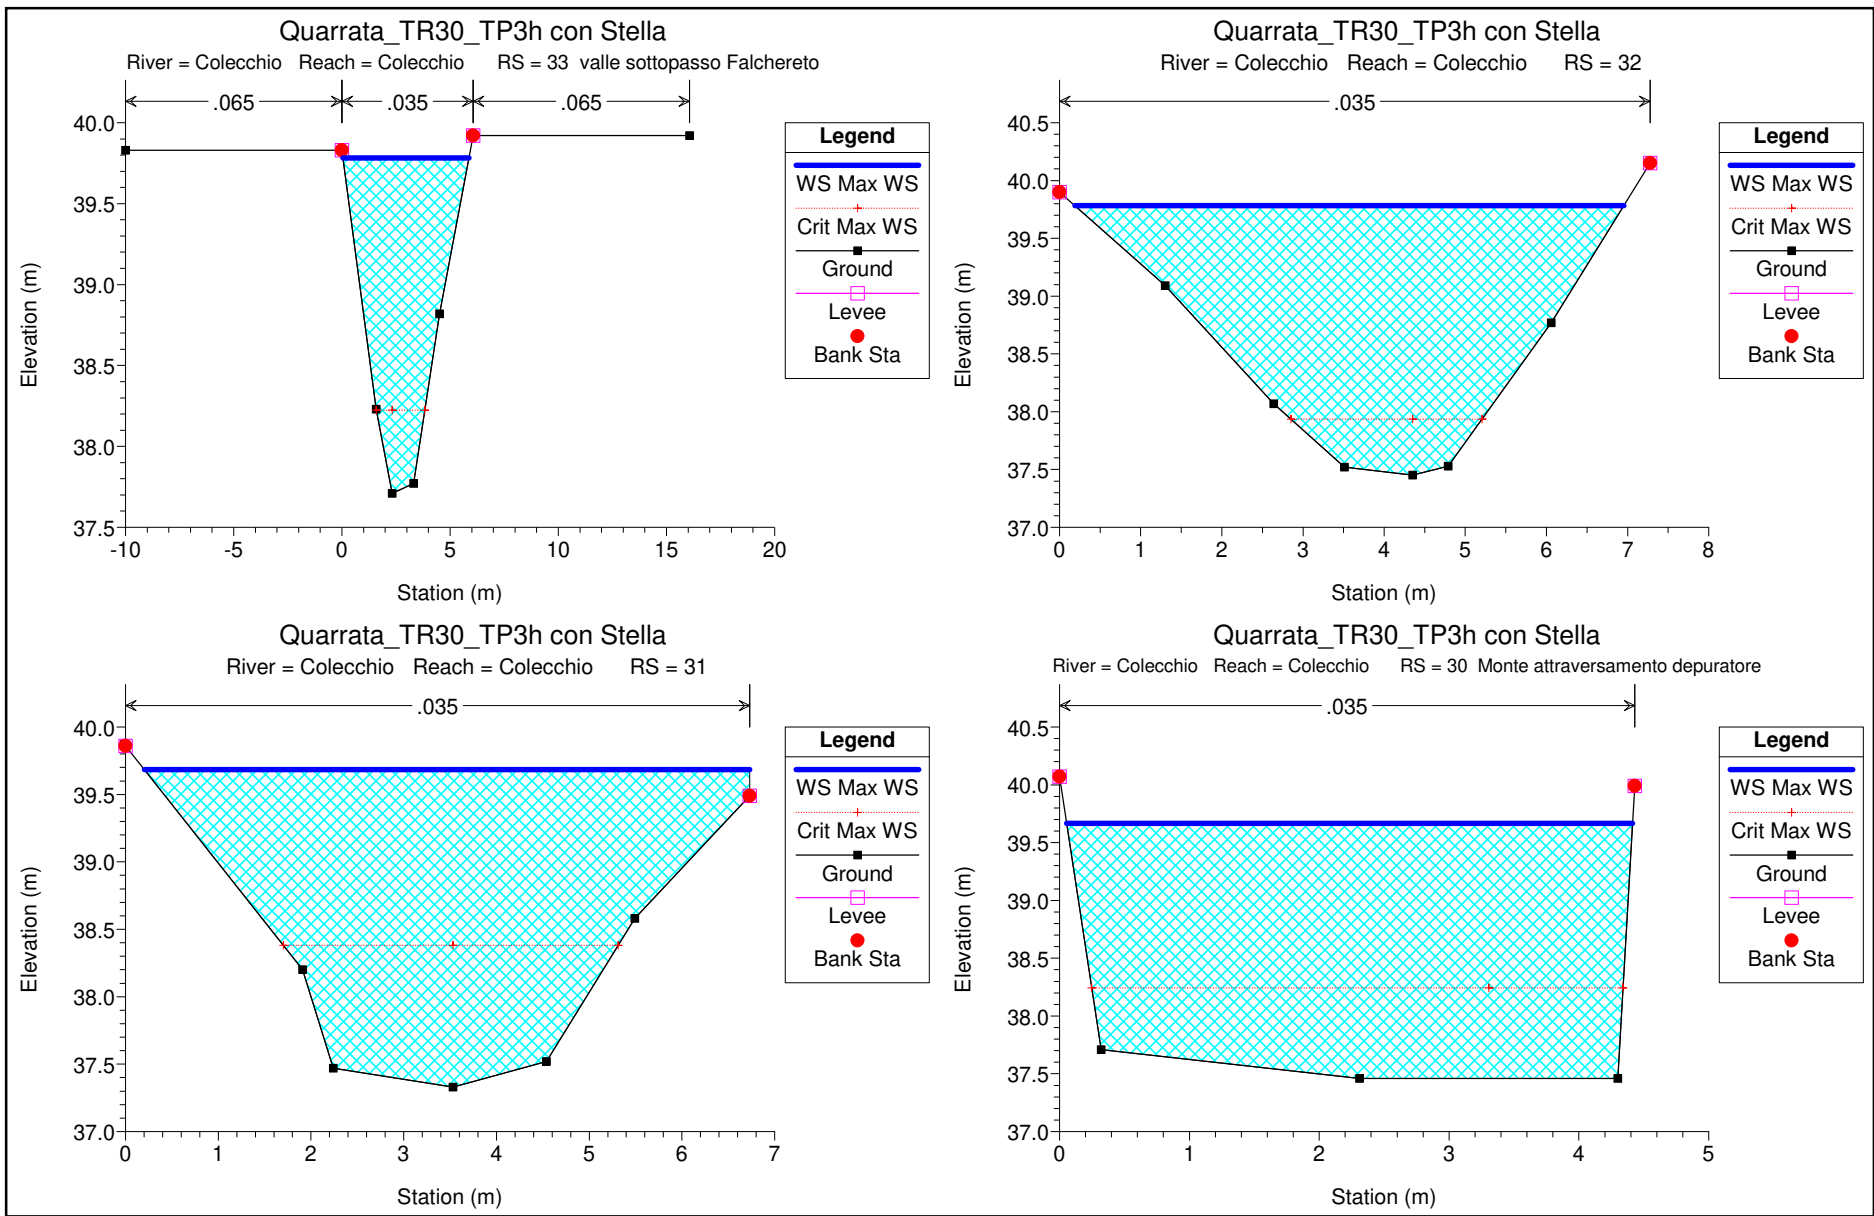 Quarrata_TR30_TP3h con Stella
River = Colecchio Reach = Colecchio RS = 33 valle sottopasso Falchereto
.065 .035 .065
40.0
39.5
39.0
38.5
38.0
37.5
-10 -5 0 5 10 15 20
Elevation (m)
Station (m)
Legend
WS Max WS
Crit Max WS
Ground
Levee
Bank Sta
Quarrata_TR30_TP3h con Stella
River = Colecchio Reach = Colecchio RS = 32
.035
40.5
40.0
39.5
39.0
38.5
38.0
37.5
37.0
0 1 2 3 4 5 6 7 8
Elevation (m)
Station (m)
Legend
WS Max WS
Crit Max WS
Ground
Levee
Bank Sta
Quarrata_TR30_TP3h con Stella
River = Colecchio Reach = Colecchio RS = 31
.035
40.0
39.5
39.0
38.5
38.0
37.5
37.0
0 1 2 3 4 5 6 7
Elevation (m)
Station (m)
Legend
WS Max WS
Crit Max WS
Ground
Levee
Bank Sta
Quarrata_TR30_TP3h con Stella
River = Colecchio Reach = Colecchio RS = 30 Monte attraversamento depuratore
.035
40.5
40.0
39.5
39.0
38.5
38.0
37.5
37.0
0 1 2 3 4 5
Elevation (m)
Station (m)
Legend
WS Max WS
Crit Max WS
Ground
Levee
Bank Sta